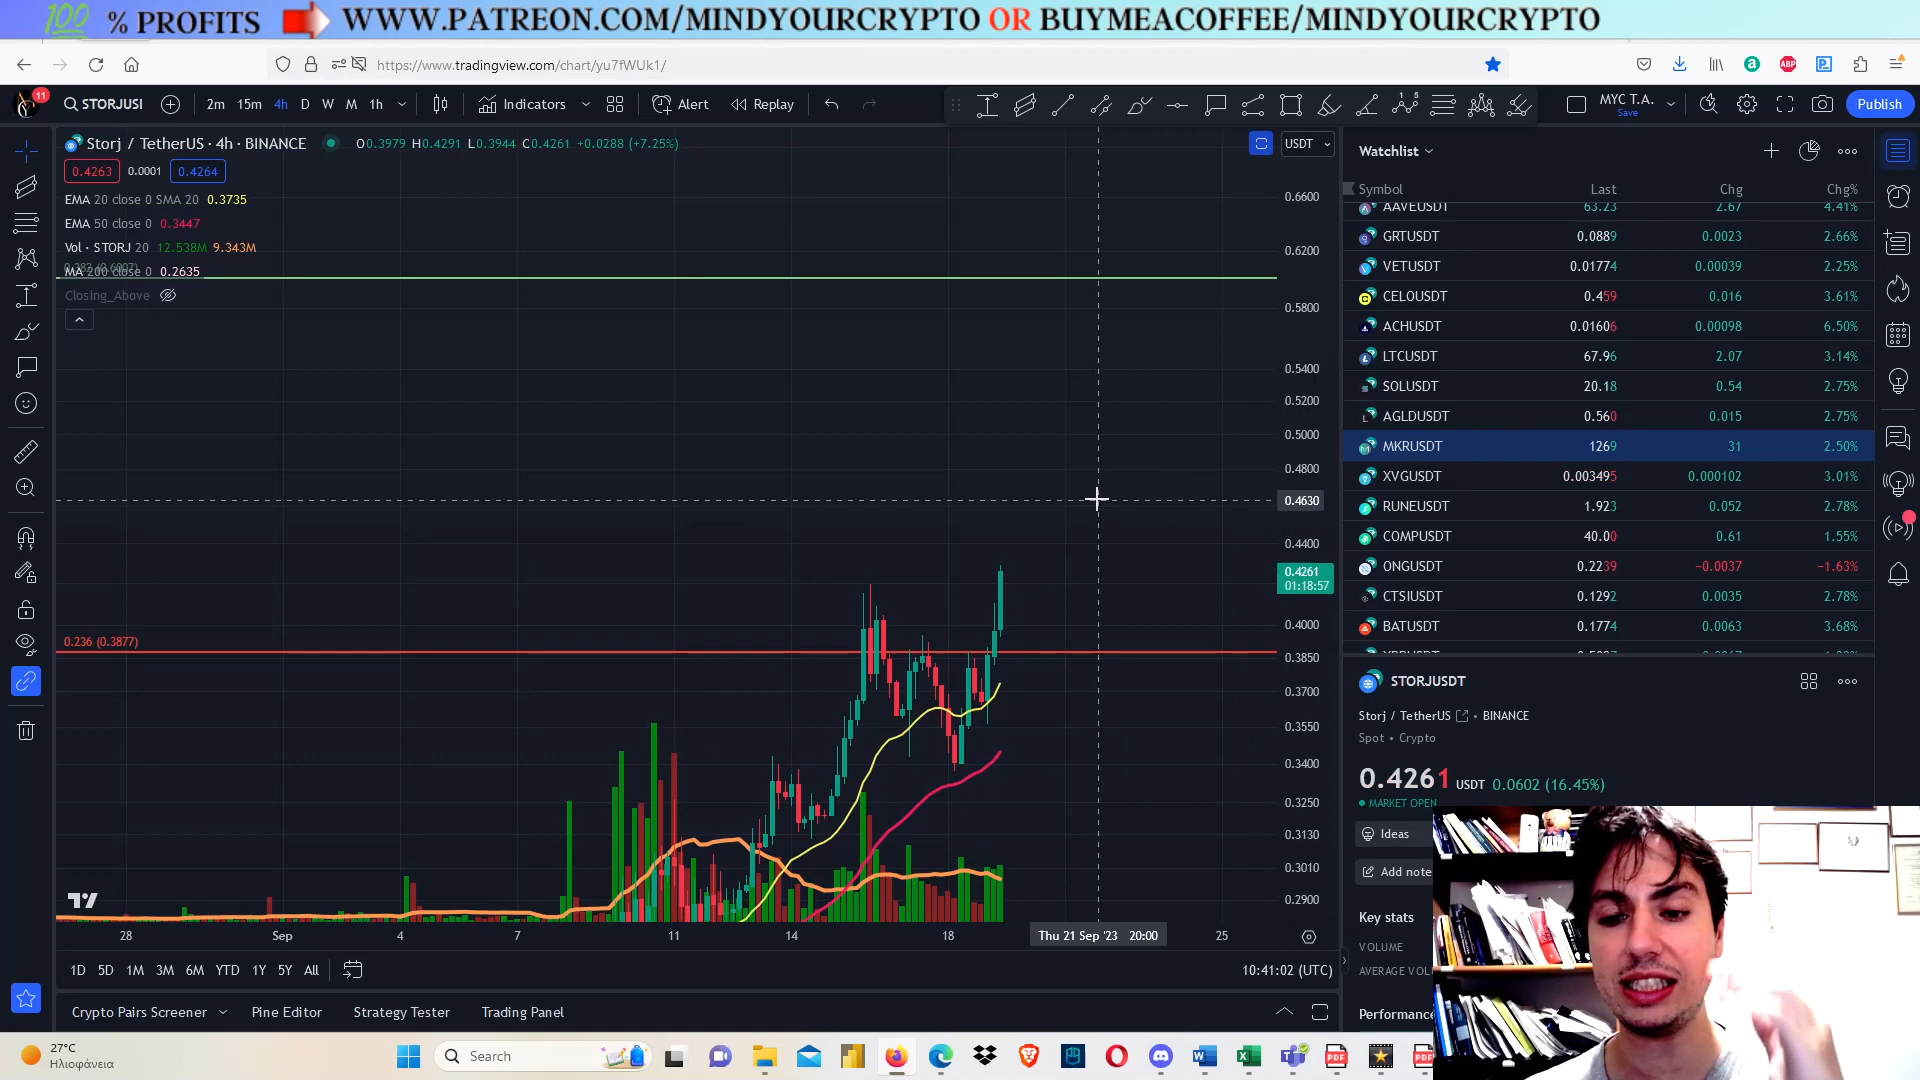 100 % PROFITS WWW.PATREON.COM/MINDYOURCRYPTO OR BUYMEACOFFEE/MINDYOURCRYPTO
https://www.tradingview.com/chart/yu7fWUk1/
11 STORJUSI 2m 15m 4h D W M 1h Indicators Alert Replay MYC T.A. Save Publish
Storj / TetherUS · 4h · BINANCE O0.3979 H0.4291 L0.3944 C0.4261 +0.0288 (+7.25%) USDT
0.4263 0.0001 0.4264
EMA 20 close 0 SMA 20 0.3735
EMA 50 close 0 0.3447
Vol · STORJ 20 12.538M 9.343M
MA 200 close 0 0.2635
Closing_Above
0.236 (0.3877)
0.6600
0.6200
0.5800
0.5400
0.5200
0.5000
0.4800
0.4630
0.4400
0.4261
01:18:57
0.4000
0.3850
0.3700
0.3550
0.3400
0.3250
0.3130
0.3010
0.2900
28 Sep 4 7 11 14 18 Thu 21 Sep '23 20:00 25
1D 5D 1M 3M 6M YTD 1Y 5Y All 10:41:02 (UTC)
Crypto Pairs Screener Pine Editor Strategy Tester Trading Panel
Watchlist
Symbol Last Chg Chg%
AAVEUSDT 63.23 2.67 4.41%
GRTUSDT 0.0889 0.0023 2.66%
VETUSDT 0.01774 0.00039 2.25%
CELOUSDT 0.459 0.016 3.61%
ACHUSDT 0.01606 0.00098 6.50%
LTCUSDT 67.96 2.07 3.14%
SOLUSDT 20.18 0.54 2.75%
AGLDUSDT 0.560 0.015 2.75%
MKRUSDT 1269 31 2.50%
XVGUSDT 0.003495 0.000102 3.01%
RUNEUSDT 1.923 0.052 2.78%
COMPUSDT 40.00 0.61 1.55%
ONGUSDT 0.2239 −0.0037 −1.63%
CTSIUSDT 0.1292 0.0035 2.78%
BATUSDT 0.1774 0.0063 3.68%
STORJUSDT
Storj / TetherUS • BINANCE
Spot • Crypto
0.4261 USDT 0.0602 (16.45%)
MARKET OPEN
Ideas
Add note
Key stats
VOLUME
AVERAGE VOL
Performance
27°C
Ηλιοφάνεια
Search